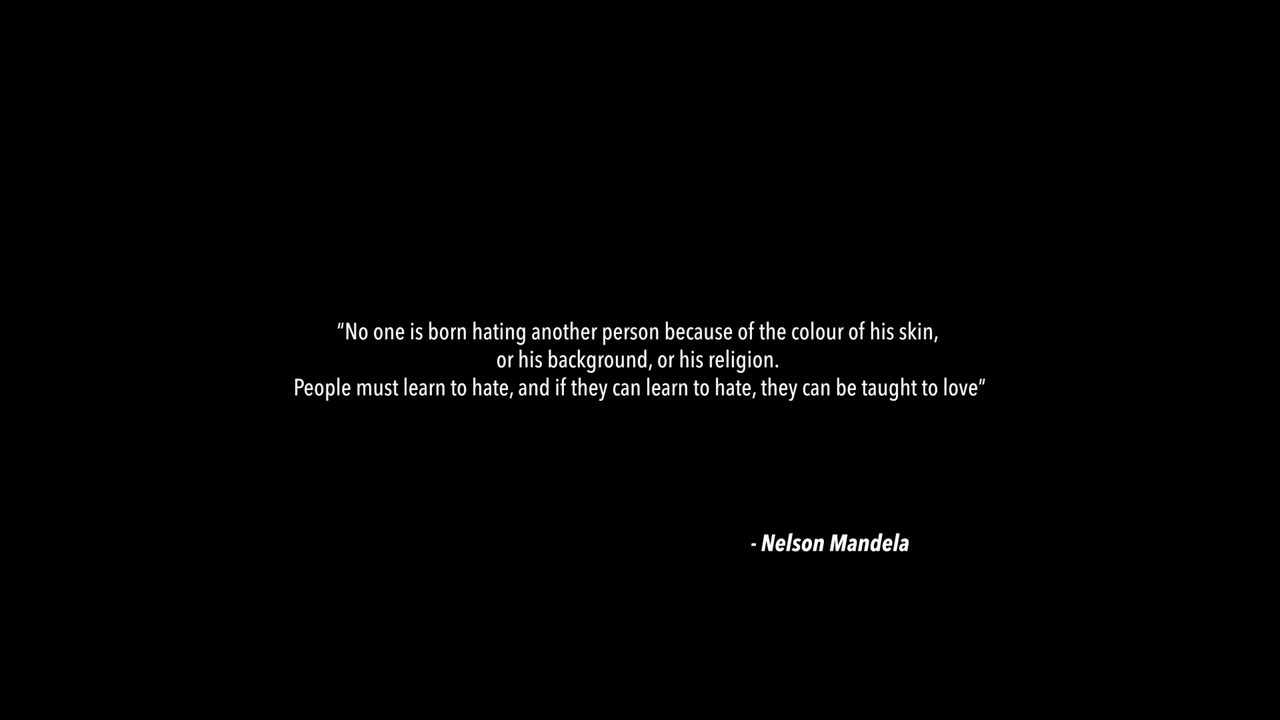 “No one is born hating another person because of the colour of his skin,
or his background, or his religion.
People must learn to hate, and if they can learn to hate, they can be taught to love”
- Nelson Mandela